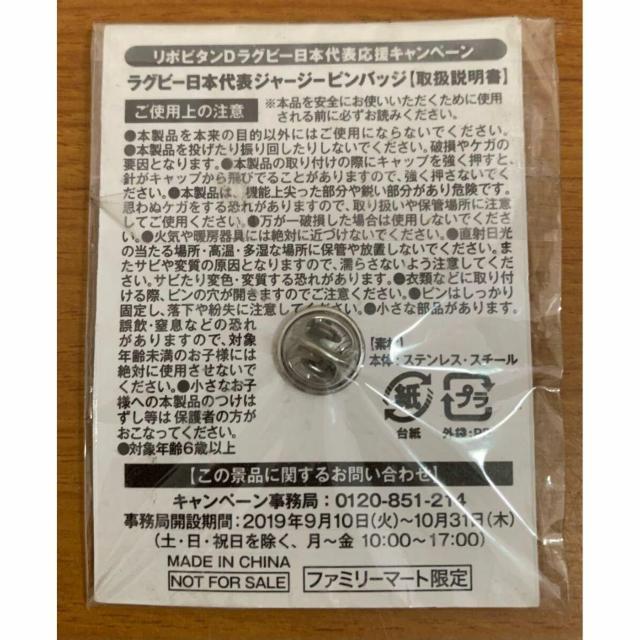 リポビタンDラグビー日本代表応援キャンペーン
ラグビー日本代表ジャージーピンバッジ【取扱説明書】
ご使用上の注意
※本品を安全にお使いいただくために使用
される前に必ずお読みください。
●本製品を本来の目的以外にはご使用にならないでください。
●本製品を投げたり振り回したりしないでください。破損やケガの
要因となります。●本製品の取り付けの際にキャップを強く押すと、
針がキャップから飛びでることがありますので、強く押さないでく
ださい。●本製品は、機能上尖った部分や鋭い部分があり危険です。
思わぬケガをする恐れがありますので、取り扱いや保管場所に注意
してご使用ください。●万が一破損した場合は使用しないでくださ
い。●火気や暖房器具には絶対に近づけないでください。●直射日光
の当たる場所・高温・多湿な場所に保管や放置しないでください。ま
たサビや変質の原因となりますので、濡らさないよう注意してくだ
さい。サビたり変色・変質する恐れがあります。●衣類などに取り付
ける際、ピンの穴が開きますのでご注意ください。●ピンはしっかり
固定し、落下や紛失に注意してください。●小さな部品があります。
誤飲・窒息などの恐れ
がありますので、対象
年齢未満のお子様には
絶対に使用させないで
ください。●小さなお子
様への本製品のつけは
ずし等は保護者の方が
おこなってください。
●対象年齢6歳以上
【素材】
本体：ステンレス・スチール
紙
プラ
台紙
外袋：
【この景品に関するお問い合わせ】
キャンペーン事務局：0120-851-214
事務局開設期間：2019年9月10日(火)～10月31日(木)
(土・日・祝日を除く、月～金 10:00～17:00)
MADE IN CHINA
NOT FOR SALE
ファミリーマート限定